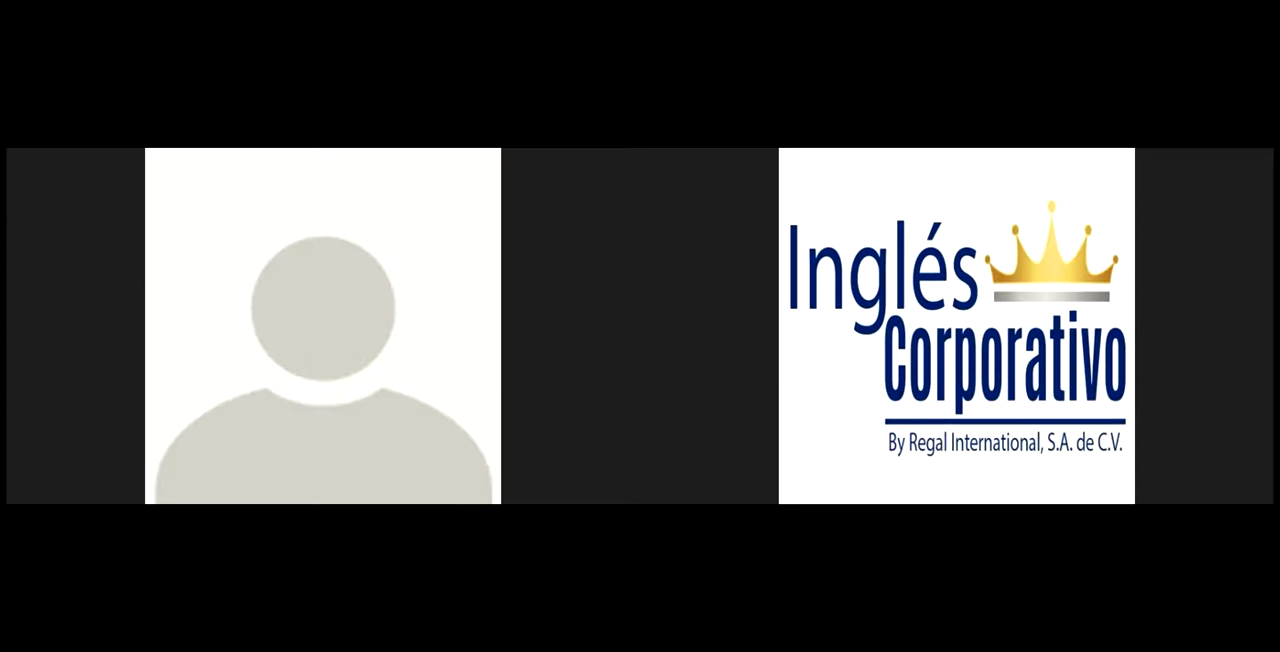 Inglés
Corporativo
By Regal International, S.A. de C.V.